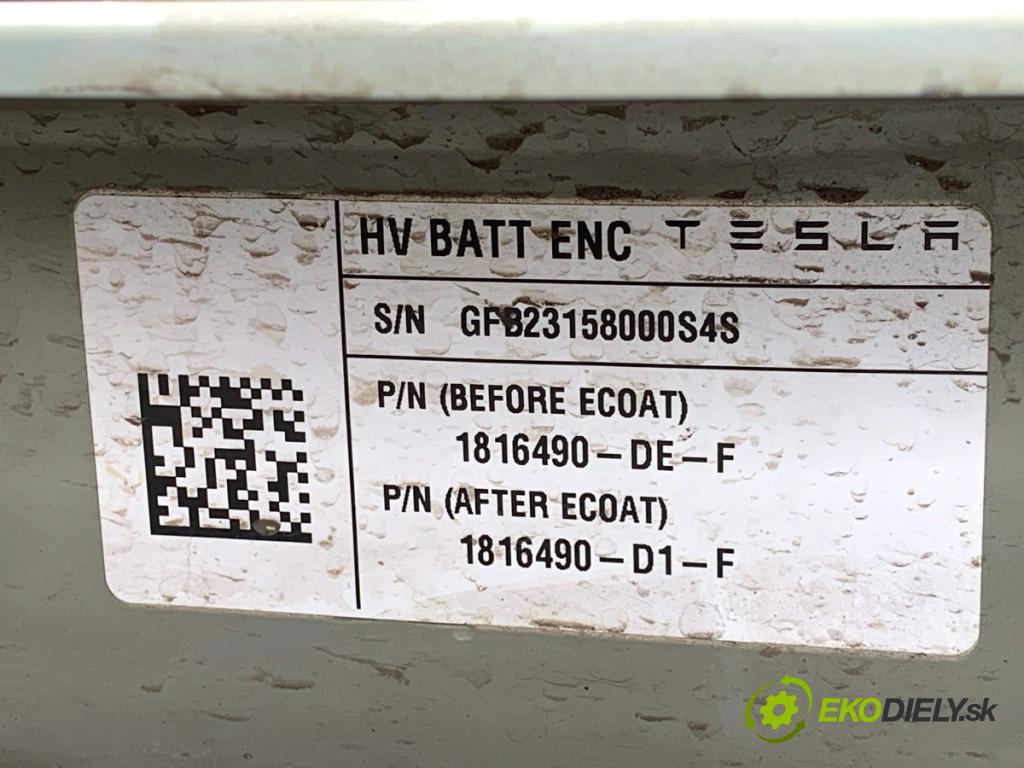 HV BATT ENC TESLA
S/N GFB23158000S4S
P/N (BEFORE ECOAT)
1816490-DE-F
P/N (AFTER ECOAT)
1816490-D1-F
EKODIELY.sk